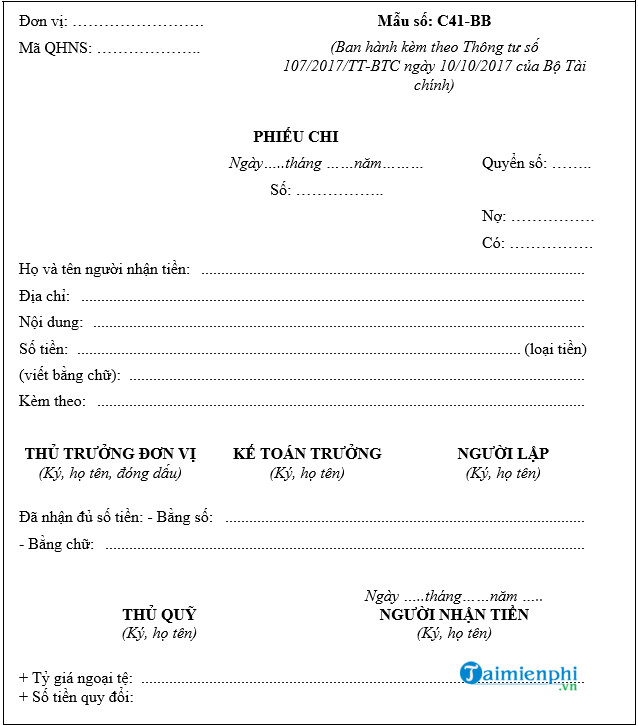 Đơn vị: …………………….
Mẫu số: C41-BB
Mã QHNS: ………………..
(Ban hành kèm theo Thông tư số
107/2017/TT-BTC ngày 10/10/2017 của Bộ Tài
chính)
PHIẾU CHI
Ngày…..tháng ……năm………
Quyển số: ……..
Số: ……………..
Nợ: …………….
Có: …………….
Họ và tên người nhận tiền: ................................................................
Địa chỉ: ................................................................
Nội dung: ................................................................
Số tiền: ................................................................ (loại tiền)
(viết bằng chữ): ................................................................
Kèm theo: ................................................................
THỦ TRƯỞNG ĐƠN VỊ KẾ TOÁN TRƯỞNG NGƯỜI LẬP
(Ký, họ tên, đóng dấu) (Ký, họ tên) (Ký, họ tên)
Đã nhận đủ số tiền: - Bằng số: ................................................................
- Bằng chữ: ................................................................
Ngày …..tháng……năm …..
THỦ QUỸ NGƯỜI NHẬN TIỀN
(Ký, họ tên) (Ký, họ tên)
+ Tỷ giá ngoại tệ: ................................................................
Taimienphi
.vn
+ Số tiền quy đổi: